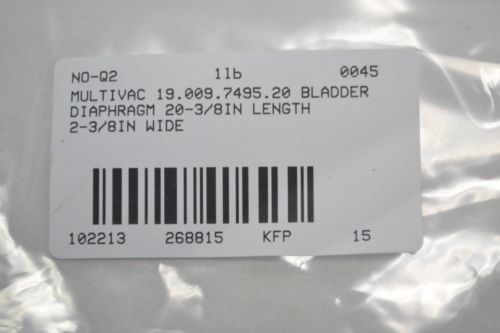 NO-Q2 11b 0045
MULTIVAC 19.009.7495.20 BLADDER
DIAPHRAGM 20-3/8IN LENGTH
2-3/8IN WIDE
102213 268815 KFP 15